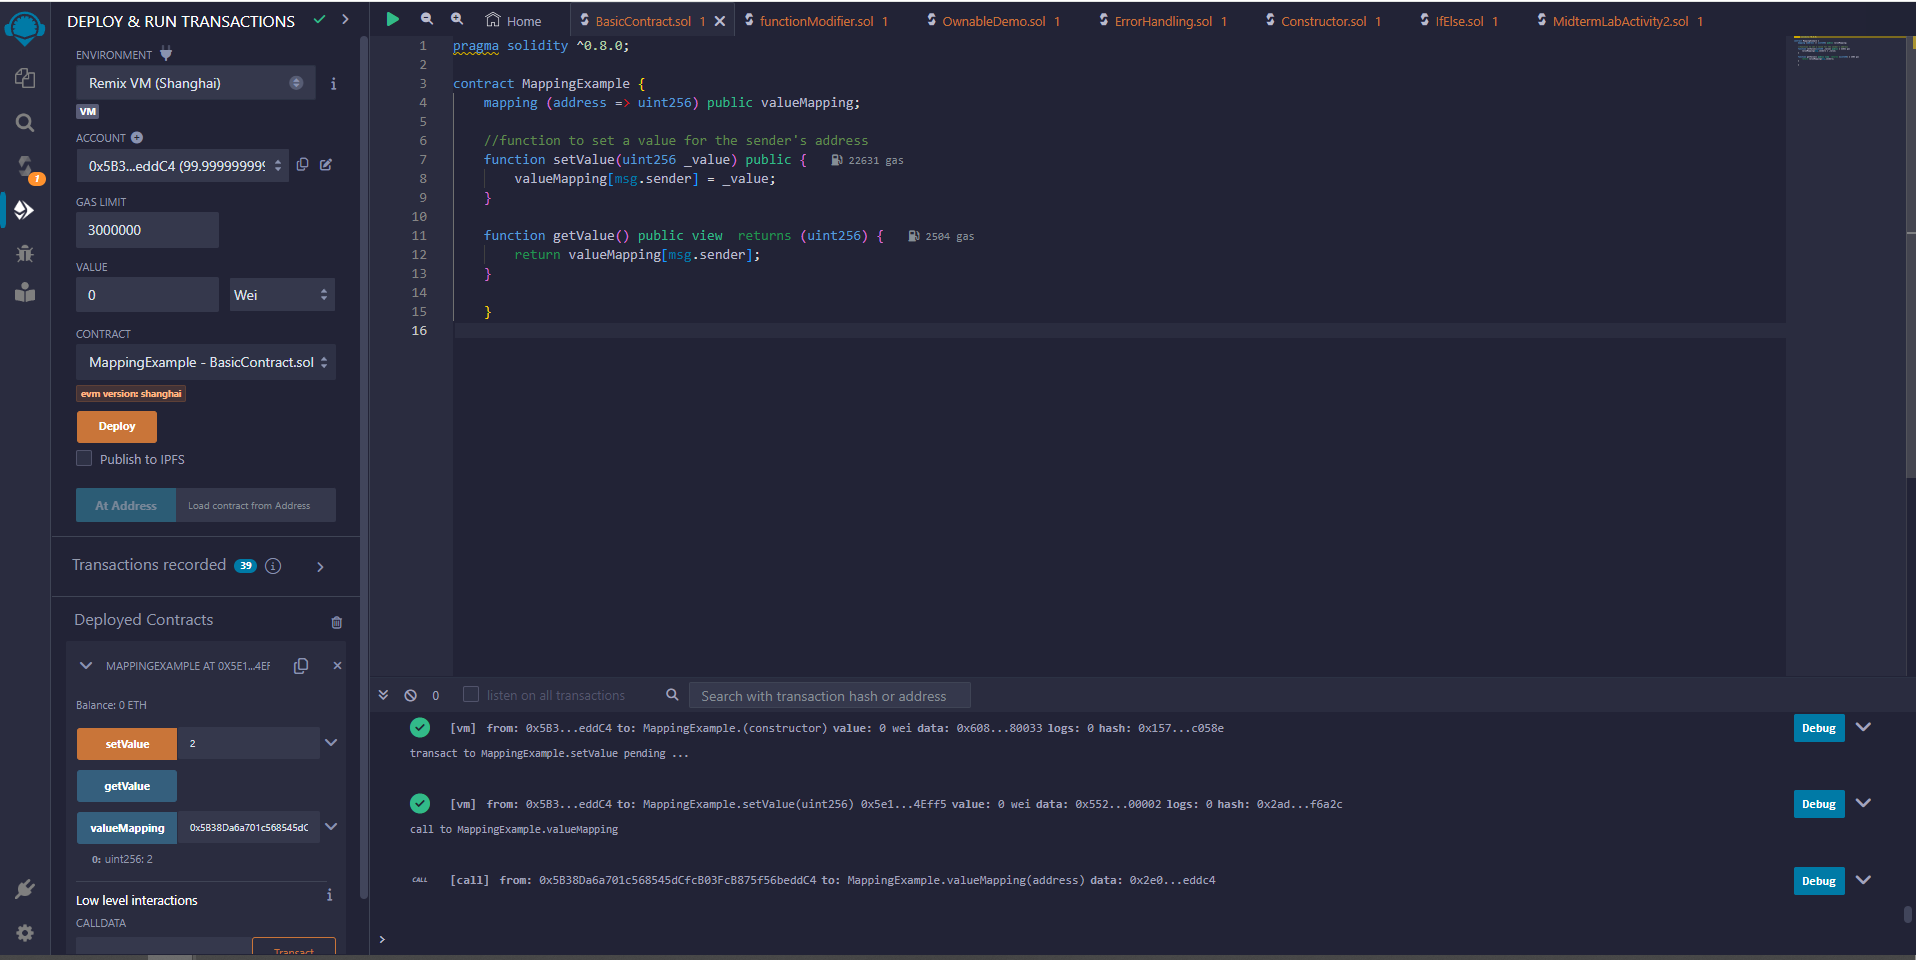 DEPLOY & RUN TRANSACTIONS
ENVIRONMENT
Remix VM (Shanghai)
VM
ACCOUNT
0x5B3...eddC4 (99.9999999999
GAS LIMIT
3000000
VALUE
0
Wei
CONTRACT
MappingExample - BasicContract.sol
evm version: shanghai
Deploy
Publish to IPFS
At Address
Load contract from Address
Transactions recorded 39
Deployed Contracts
MAPPINGEXAMPLE AT 0X5E1...4EF
Balance: 0 ETH
setValue 2
getValue
valueMapping 0x5B38Da6a701c568545dC
0: uint256: 2
Low level interactions
CALLDATA
Transact
1
Home
BasicContract.sol 1
functionModifier.sol 1
OwnableDemo.sol 1
ErrorHandling.sol 1
Constructor.sol 1
IfElse.sol 1
MidtermLabActivity2.sol 1
1 pragma solidity ^0.8.0;
2
3 contract MappingExample {
4 mapping (address => uint256) public valueMapping;
5
6 //function to set a value for the sender's address
7 function setValue(uint256 _value) public { 22631 gas
8 valueMapping[msg.sender] = _value;
9 }
10
11 function getValue() public view  returns (uint256) { 2504 gas
12 return valueMapping[msg.sender];
13 }
14
15 }
16
0
listen on all transactions
Search with transaction hash or address
[vm] from: 0x5B3...eddC4 to: MappingExample.(constructor) value: 0 wei data: 0x608...80033 logs: 0 hash: 0x157...c058e
Debug
transact to MappingExample.setValue pending ...
[vm] from: 0x5B3...eddC4 to: MappingExample.setValue(uint256) 0x5e1...4Eff5 value: 0 wei data: 0x552...00002 logs: 0 hash: 0x2ad...f6a2c
Debug
call to MappingExample.valueMapping
CALL
[call] from: 0x5B38Da6a701c568545dCfcB03FcB875f56beddC4 to: MappingExample.valueMapping(address) data: 0x2e0...eddc4
Debug
>